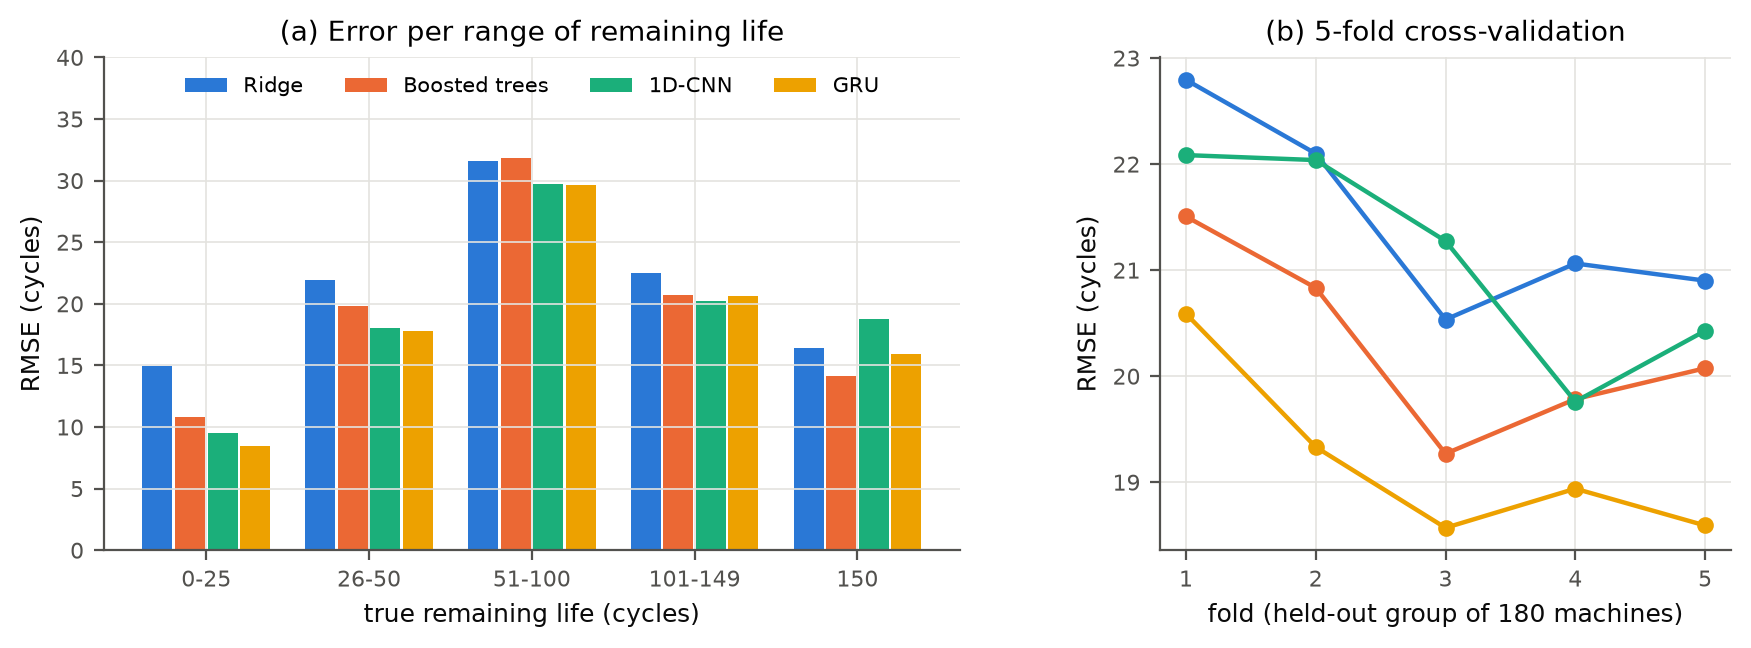 (a) Error per range of remaining life
40
35
30
25
20
15
10
5
0
RMSE (cycles)
Ridge Boosted trees 1D-CNN GRU
0-25 26-50 51-100 101-149 150
true remaining life (cycles)
(b) 5-fold cross-validation
23
22
21
20
19
RMSE (cycles)
1 2 3 4 5
fold (held-out group of 180 machines)